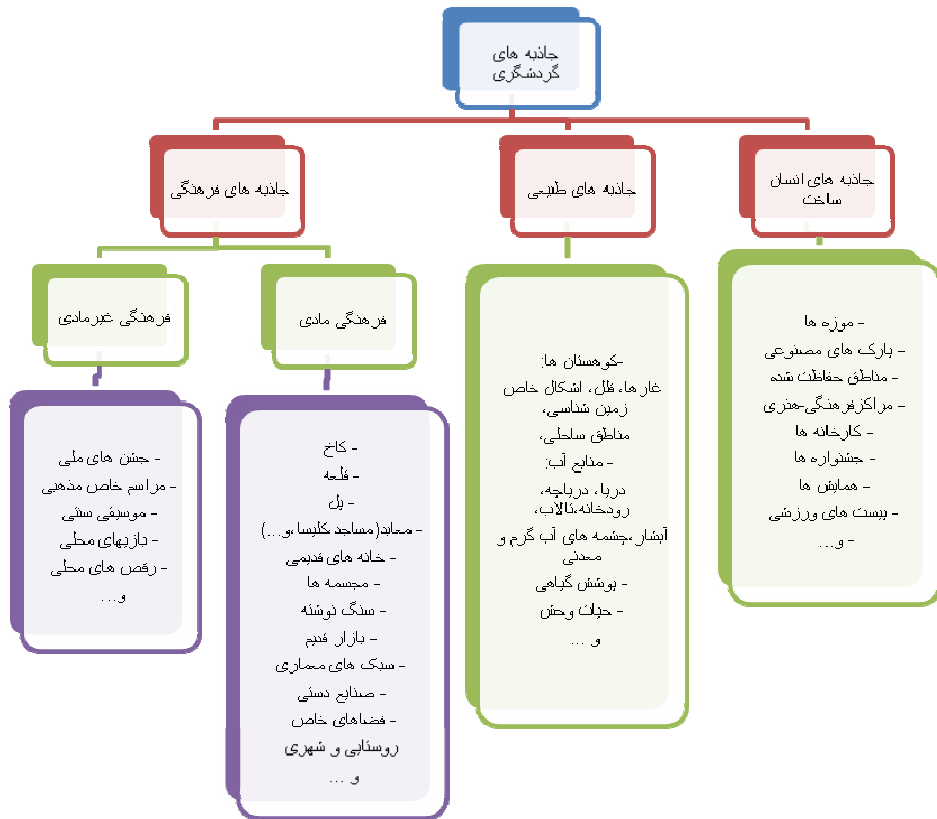 جاذبه های
گردشگری
جاذبه های انسان
ساخت
جاذبه های طبیعی
جاذبه های فرهنگی
- موزه ها
- پارک های مصنوعی
- مناطق حفاظت شده
- مراکزفرهنگی-هنری
- کارخانه ها
- جشنواره ها
- همایش ها
- پیست های ورزشی
- و...
-کوهستان ها:
غار ها، قلل، اشکال خاص
زمین شناسی،
مناطق ساحلی،
- منابع آب:
دریا، دریاچه،
رودخانه،تالاب،
آبشار،چشمه های آب گرم و
معدنی
- پوشش گیاهی
- حیات وحش
و ...
فرهنگی مادی
- کاخ
- قلعه
- پل
- معابد(مساجد کلیسا،و...)
- خانه های قدیمی
- مجسمه ها
- سنگ نوشته
- بازار قدیم
- سبک های معماری
- صنایع دستی
- فضاهای خاص
روستایی و شهری
و ...
فرهنگی غیرمادی
- جشن های ملی
- مراسم خاص مذهبی
- موسیقی سنتی
- بازیهای محلی
- رقص های محلی
و...